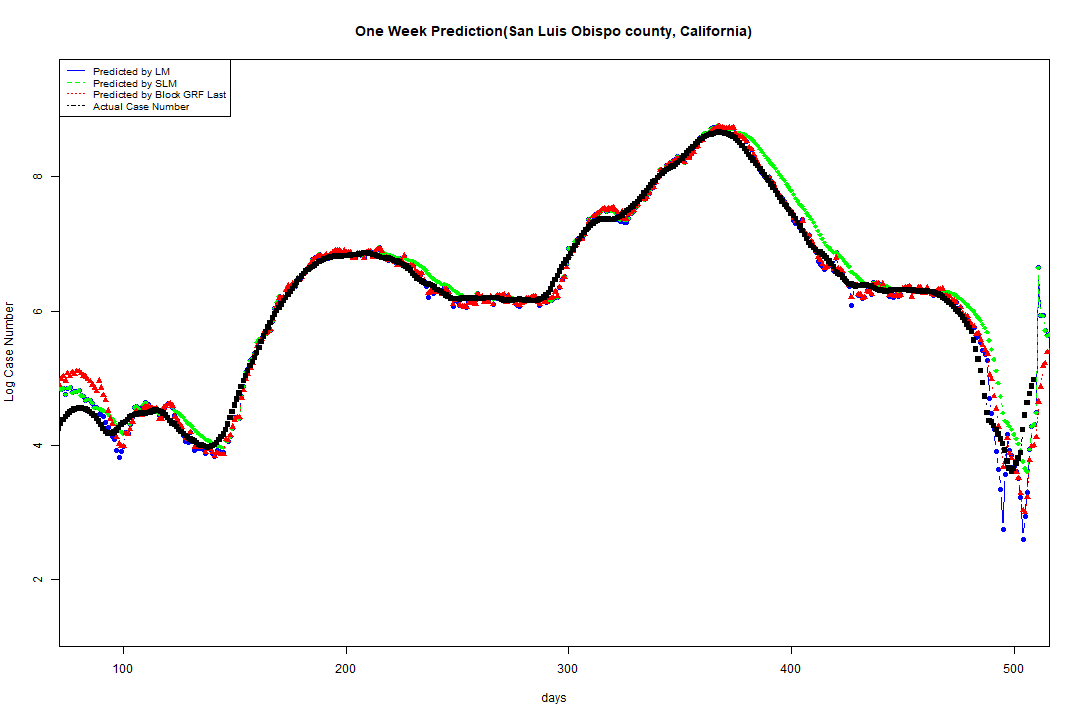 One Week Prediction(San Luis Obispo county, California)
Predicted by LM
Predicted by SLM
Predicted by Block GRF Last
Actual Case Number
Log Case Number
8
6
4
2
100 200 300 400 500
days